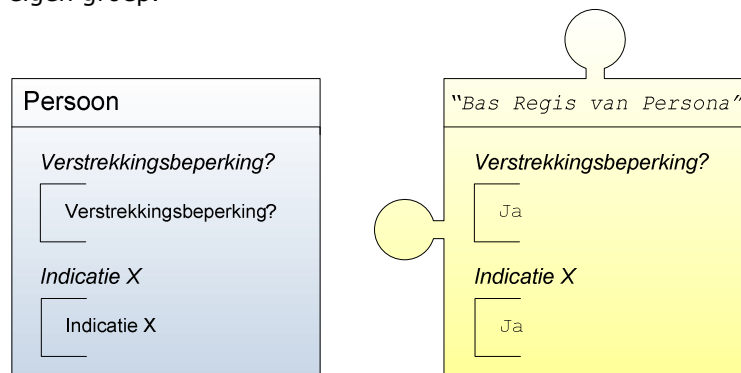 eigen groep.
Persoon
Verstrekkingsbeperking?
Verstrekkingsbeperking?
Indicatie X
Indicatie X
"Bas Regis van Persona"
Verstrekkingsbeperking?
Ja
Indicatie X
Ja